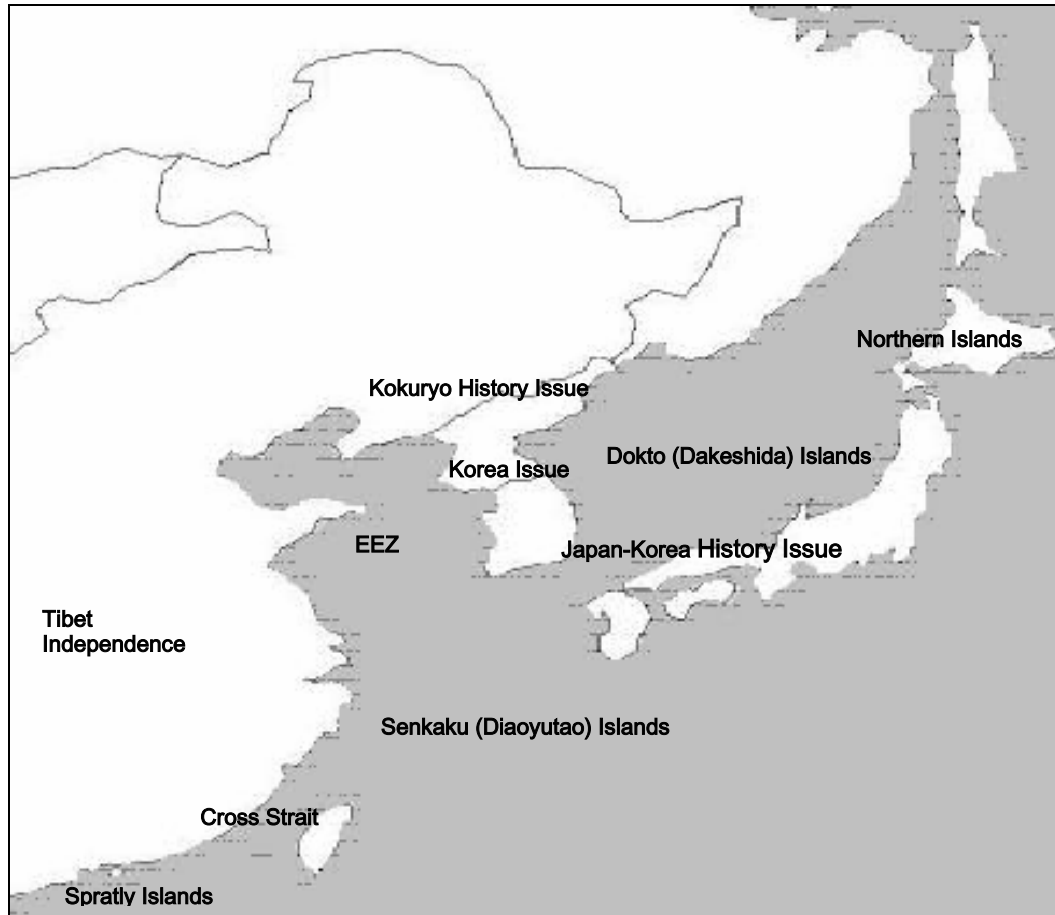 Northern Islands
Kokuryo History Issue
Dokto (Dakeshida) Islands
Korea Issue
EEZ
Japan-Korea History Issue
Tibet
Independence
Senkaku (Diaoyutao) Islands
Cross Strait
Spratly Islands